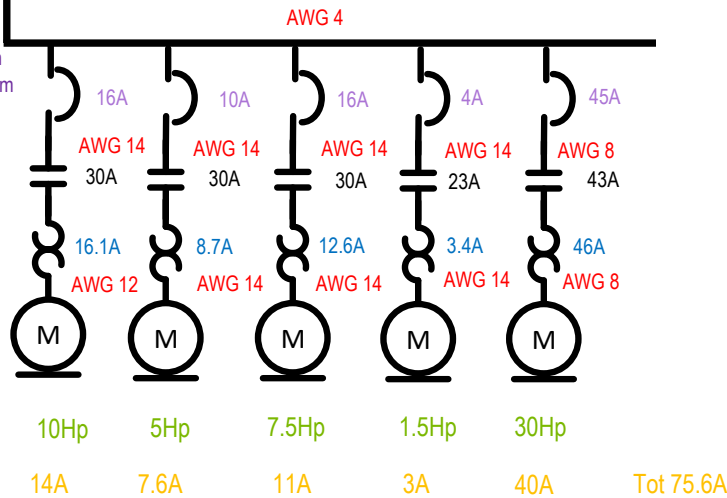 AWG 4
m
16A 10A 16A 4A 45A
AWG 14 AWG 14 AWG 14 AWG 14 AWG 8
30A 30A 30A 23A 43A
16.1A 8.7A 12.6A 3.4A 46A
AWG 12 AWG 14 AWG 14 AWG 14 AWG 8
M M M M M
10Hp 5Hp 7.5Hp 1.5Hp 30Hp
14A 7.6A 11A 3A 40A Tot 75.6A